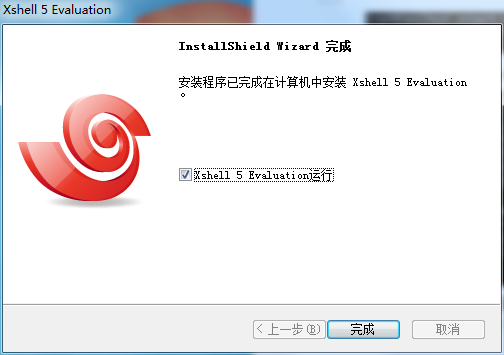 Xshell 5 Evaluation
InstallShield Wizard 完成
安装程序已完成在计算机中安装 Xshell 5 Evaluation
。
Xshell 5 Evaluation运行
< 上一步(B)
完成
取消